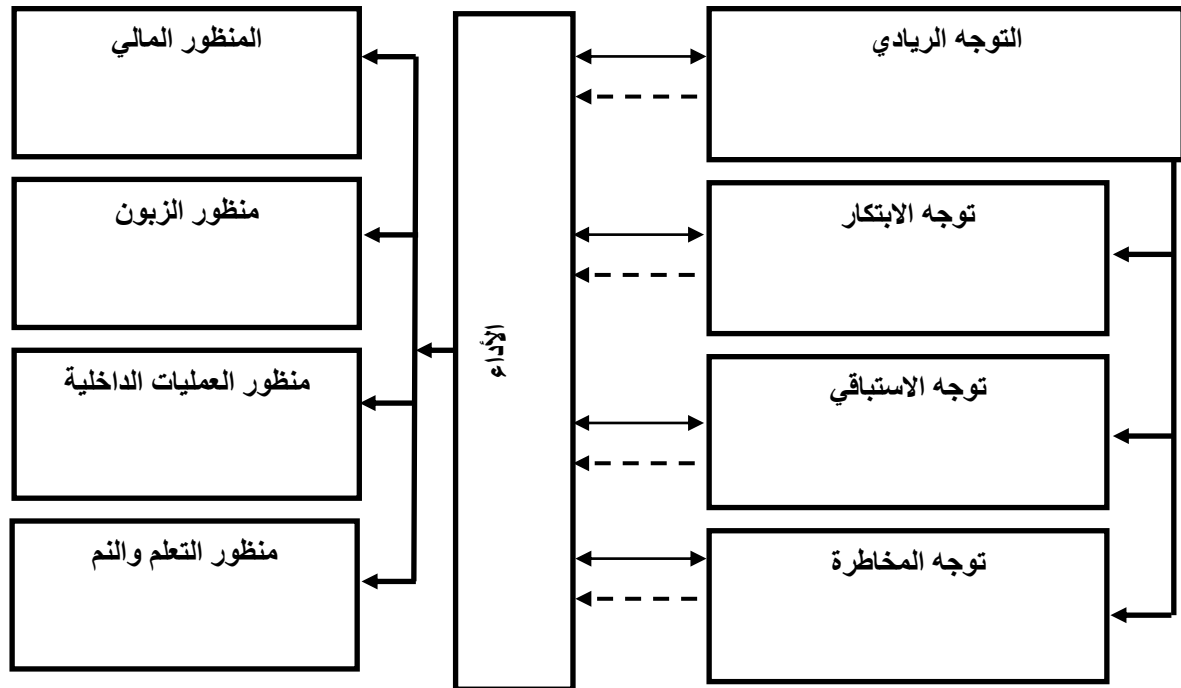 التوجه الريادي
توجه الابتكار
توجه الاستباقي
توجه المخاطرة
الأداء
المنظور المالي
منظور الزبون
منظور العمليات الداخلية
منظور التعلم والنم